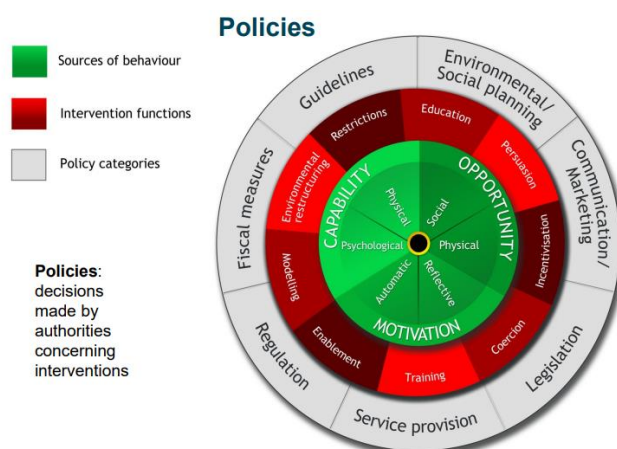 Policies
Sources of behaviour
Intervention functions
Policy categories
Policies:
decisions
made by
authorities
concerning
interventions
Guidelines
Environmental/
Social planning
Communication/
Marketing
Legislation
Service provision
Regulation
Fiscal measures
Restrictions
Education
Persuasion
Incentivisation
Coercion
Training
Enablement
Modelling
Environmental
restructuring
CAPABILITY
OPPORTUNITY
MOTIVATION
Physical
Social
Physical
Reflective
Automatic
Psychological